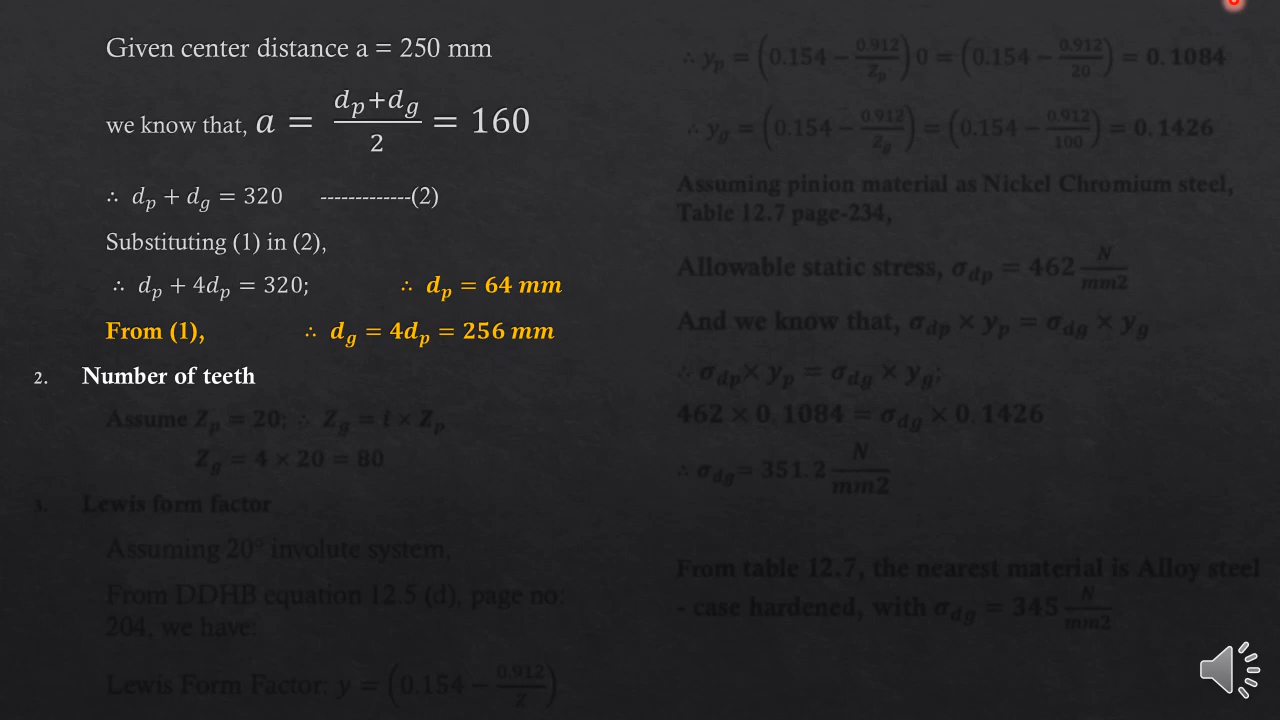 Given center distance a = 250 mm
we know that, a = (d_p+d_g)/2 = 160
∴ d_p + d_g = 320 -------------(2)
Substituting (1) in (2),
∴ d_p + 4d_p = 320; ∴ d_p = 64 mm
From (1), ∴ d_g = 4d_p = 256 mm
2. Number of teeth
Assume Z_p = 20; ∴ Z_g = i × Z_p
Z_g = 4 × 20 = 80
3. Lewis form factor
Assuming 20° involute system,
From DDHB equation 12.5 (d), page no:
204, we have:
Lewis Form Factor: y = (0.154 − 0.912/Z)
∴ y_p = (0.154 − 0.912/Z_p) 0 = (0.154 − 0.912/20) = 0.1084
∴ y_g = (0.154 − 0.912/Z_g) = (0.154 − 0.912/100) = 0.1426
Assuming pinion material as Nickel Chromium steel,
Table 12.7 page-234,
Allowable static stress, σ_dp = 462 N/mm2
And we know that, σ_dp × y_p = σ_dg × y_g
∴ σ_dp × y_p = σ_dg × y_g;
462 × 0.1084 = σ_dg × 0.1426
∴ σ_dg = 351.2 N/mm2
From table 12.7, the nearest material is Alloy steel
- case hardened, with σ_dg = 345 N/mm2